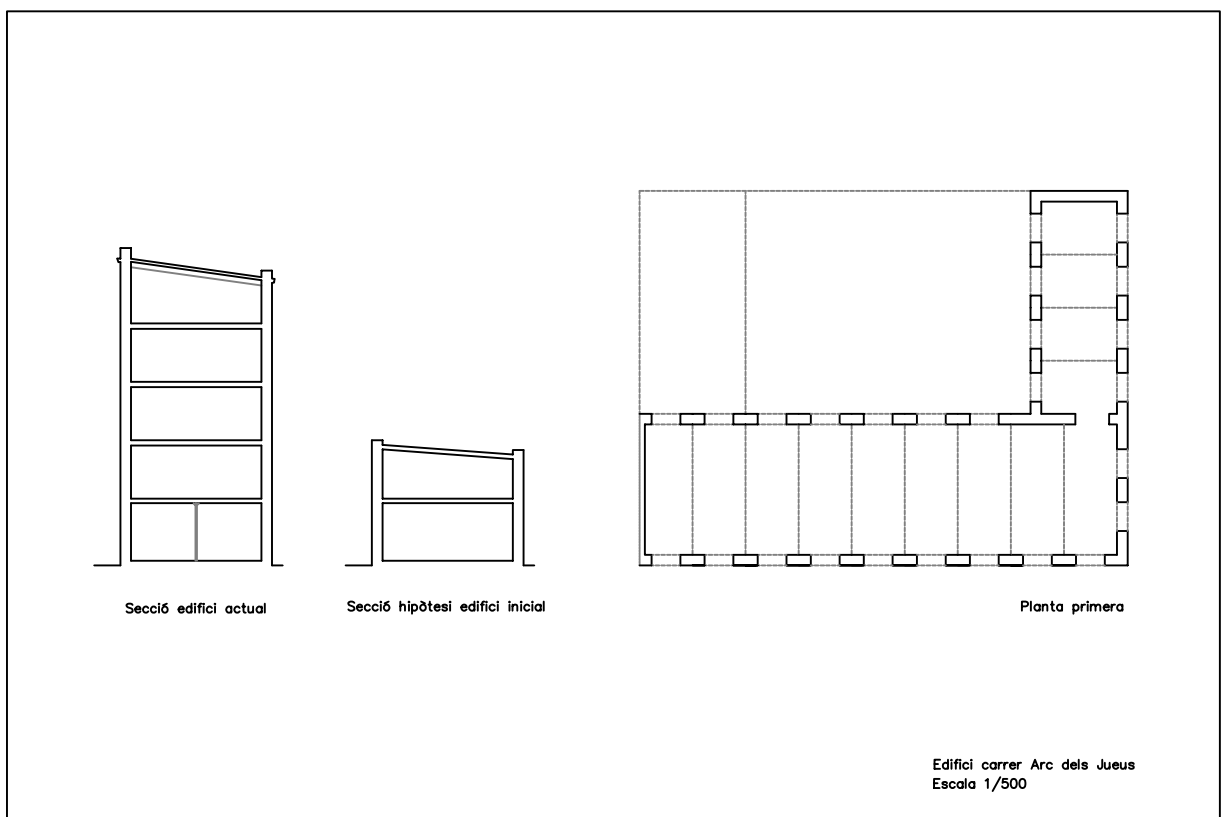 Secció edifici actual
Secció hipòtesi edifici inicial
Planta primera
Edifici carrer Arc dels Jueus
Escala 1/500